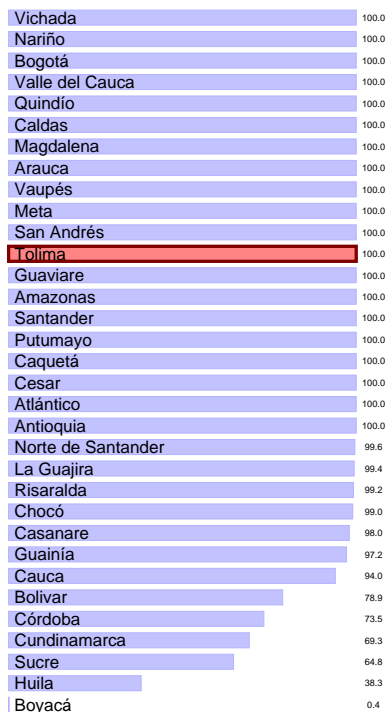 Vichada 100.0
Nariño 100.0
Bogotá 100.0
Valle del Cauca 100.0
Quindío 100.0
Caldas 100.0
Magdalena 100.0
Arauca 100.0
Vaupés 100.0
Meta 100.0
San Andrés 100.0
Tolima 100.0
Guaviare 100.0
Amazonas 100.0
Santander 100.0
Putumayo 100.0
Caquetá 100.0
Cesar 100.0
Atlántico 100.0
Antioquia 100.0
Norte de Santander 99.6
La Guajira 99.4
Risaralda 99.2
Chocó 99.0
Casanare 98.0
Guainía 97.2
Cauca 94.0
Bolivar 78.9
Córdoba 73.5
Cundinamarca 69.3
Sucre 64.8
Huila 38.3
Boyacá 0.4